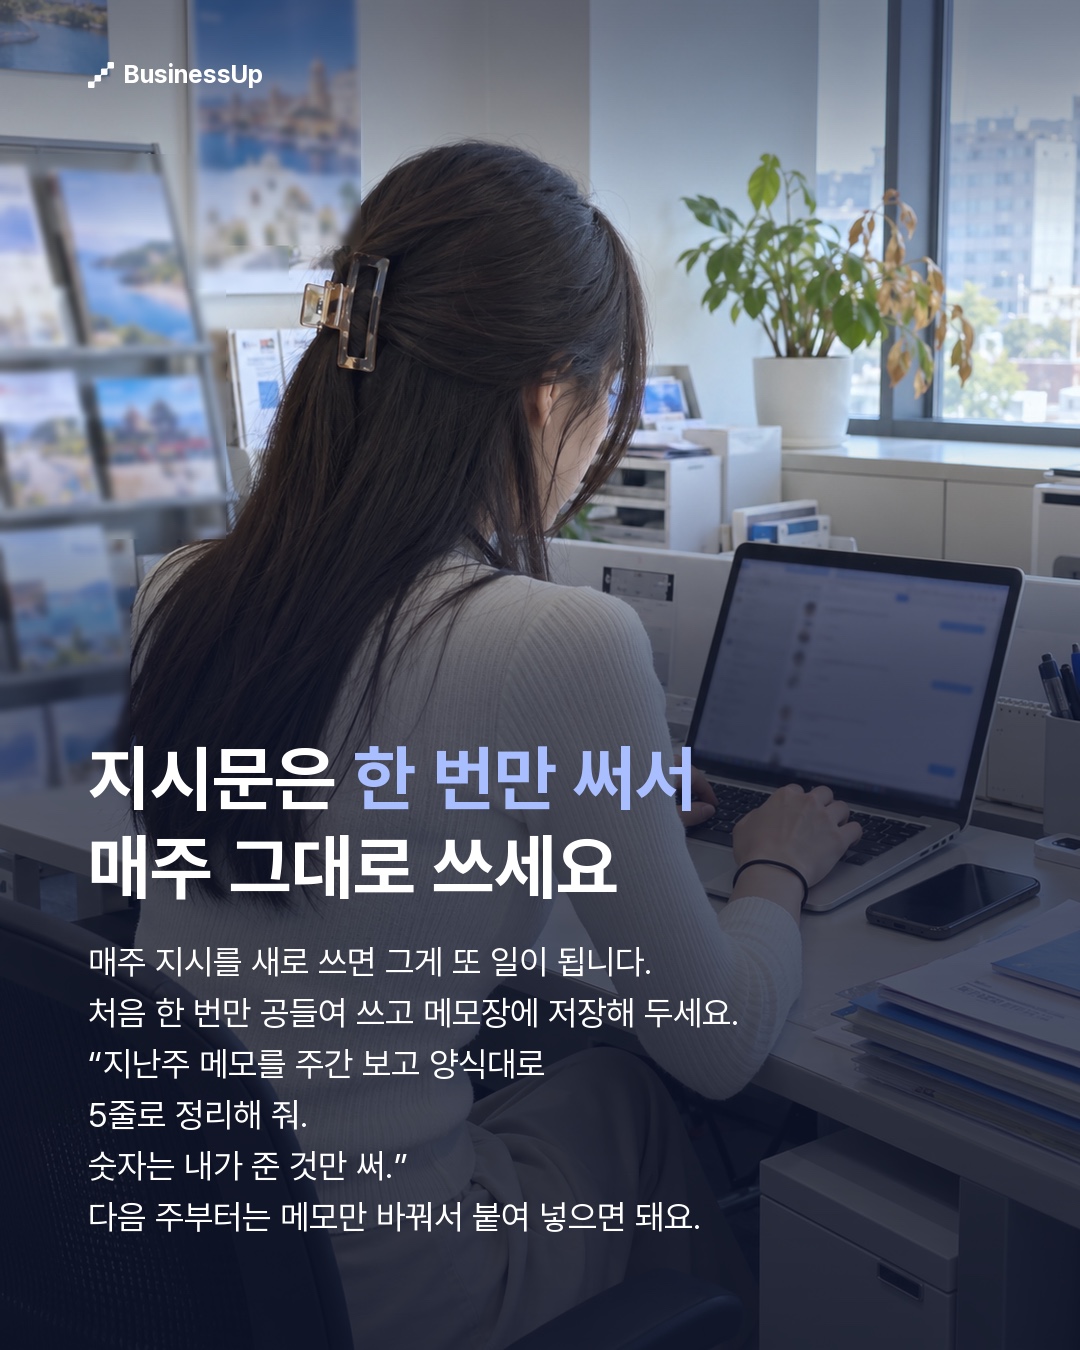 BusinessUp
지시문은 한 번만 써서
매주 그대로 쓰세요
매주 지시를 새로 쓰면 그게 또 일이 됩니다.
처음 한 번만 공들여 쓰고 메모장에 저장해 두세요.
“지난주 메모를 주간 보고 양식대로
5줄로 정리해 줘.
숫자는 내가 준 것만 써.”
다음 주부터는 메모만 바꿔서 붙여 넣으면 돼요.